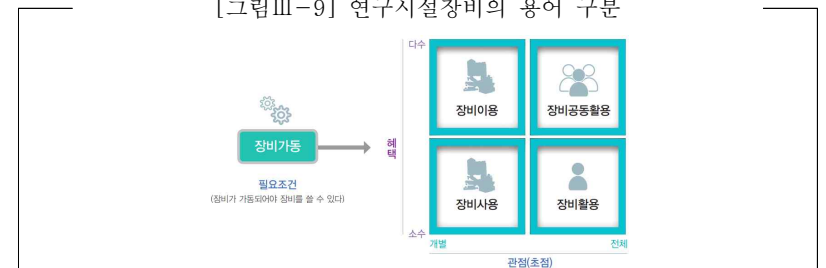 [그림Ⅲ-9] 연구시설장비의 용어 구분
다수
장비이용
장비공동활용
장비가동
혜택
필요조건
(장비가 가동되어야 장비를 쓸 수 있다)
장비사용
장비활용
소수
개별
전체
관점(초점)